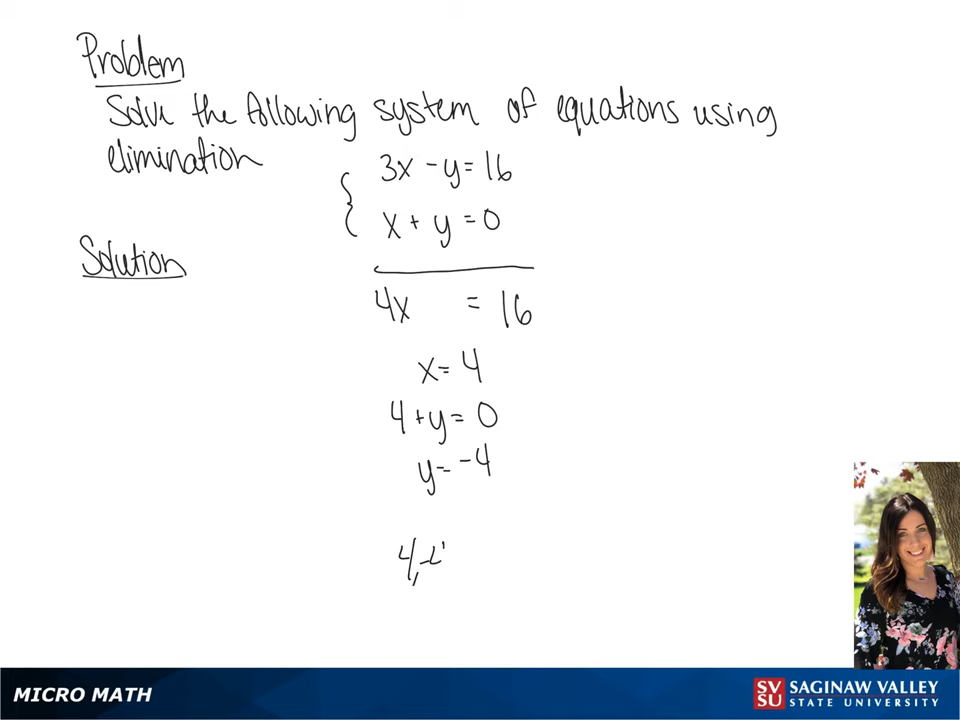 Problem
Solve the following system of equations using
elimination
3x - y = 16
x + y = 0
Solution
4x = 16
x = 4
4 + y = 0
y = -4
4, -
MICRO MATH
SV
SU
SAGINAW VALLEY
STATE UNIVERSITY